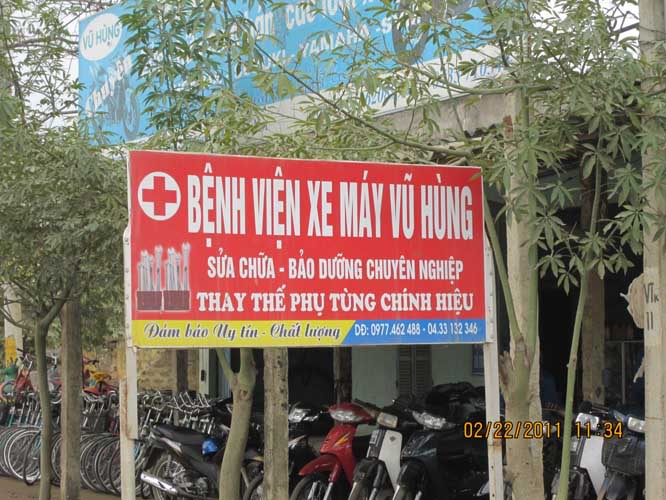 VŨ HÙNG
YAMAHA
BỆNH VIỆN XE MÁY VŨ HÙNG
SỬA CHỮA - BẢO DƯỠNG CHUYÊN NGHIỆP
THAY THẾ PHỤ TÙNG CHÍNH HIỆU
Đảm bảo Uy tín - Chất lượng
DĐ: 0977.462 488 - 04.33 132 346
11
02/22/2011 11:34